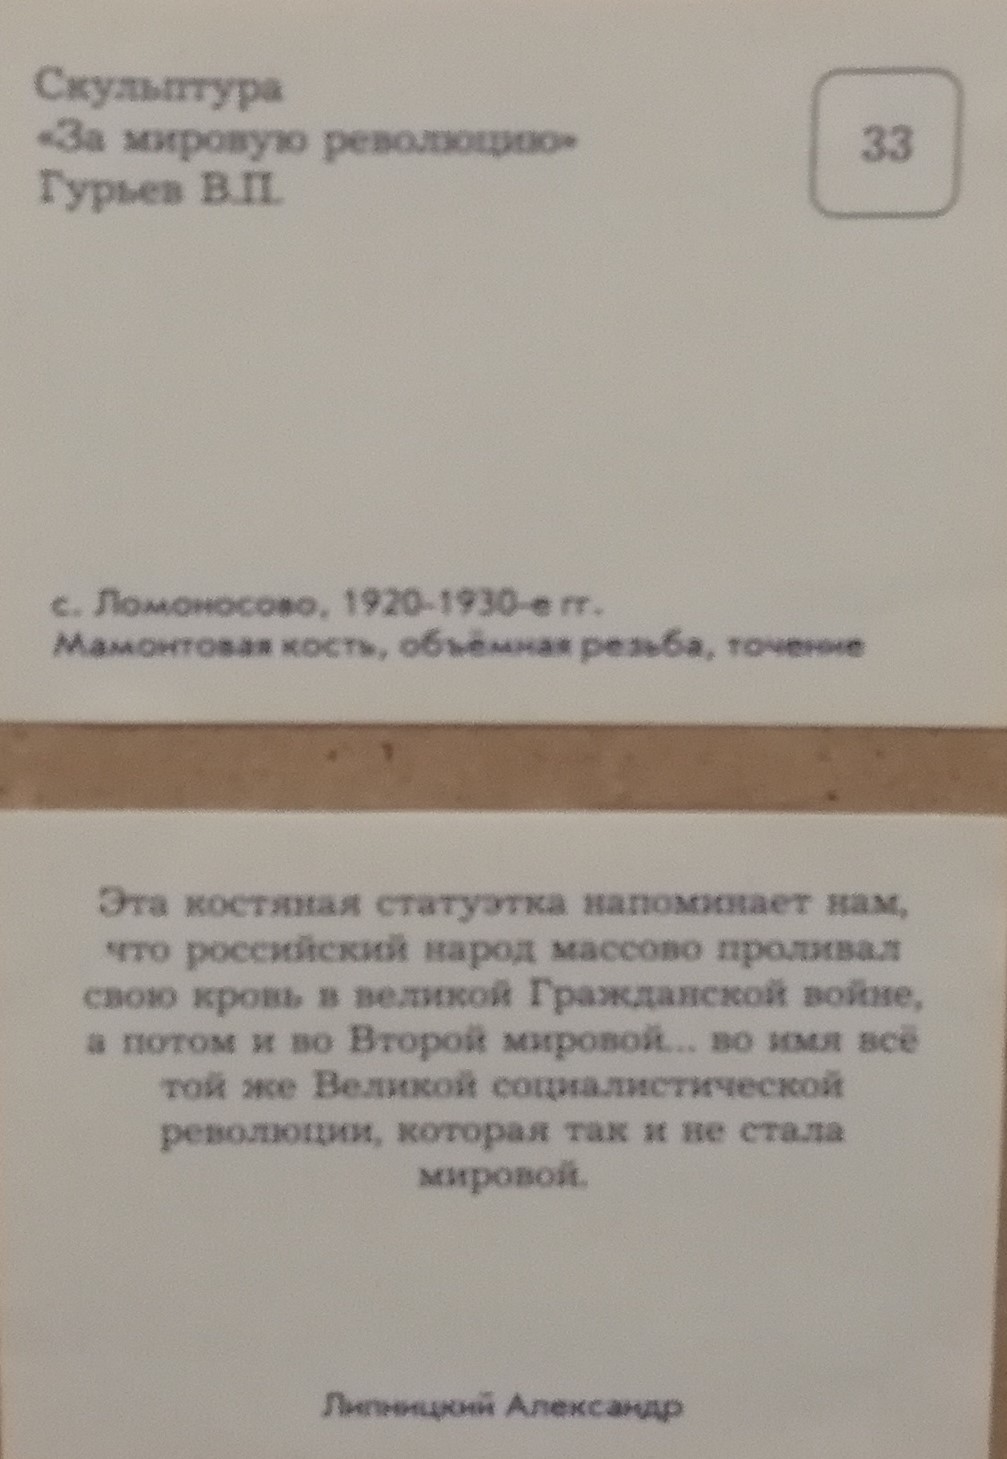 Скульптура
«За мировую революцию»
Гурьев В.П.
33
с. Ломоносово, 1920-1930-е гг.
Мамонтовая кость, объёмная резьба, точение
Эта костяная статуэтка напоминает нам,
что российский народ массово проливал
свою кровь в великой Гражданской войне,
а потом и во Второй мировой... во имя всё
той же Великой социалистической
революции, которая так и не стала
мировой.
Липницкий Александр